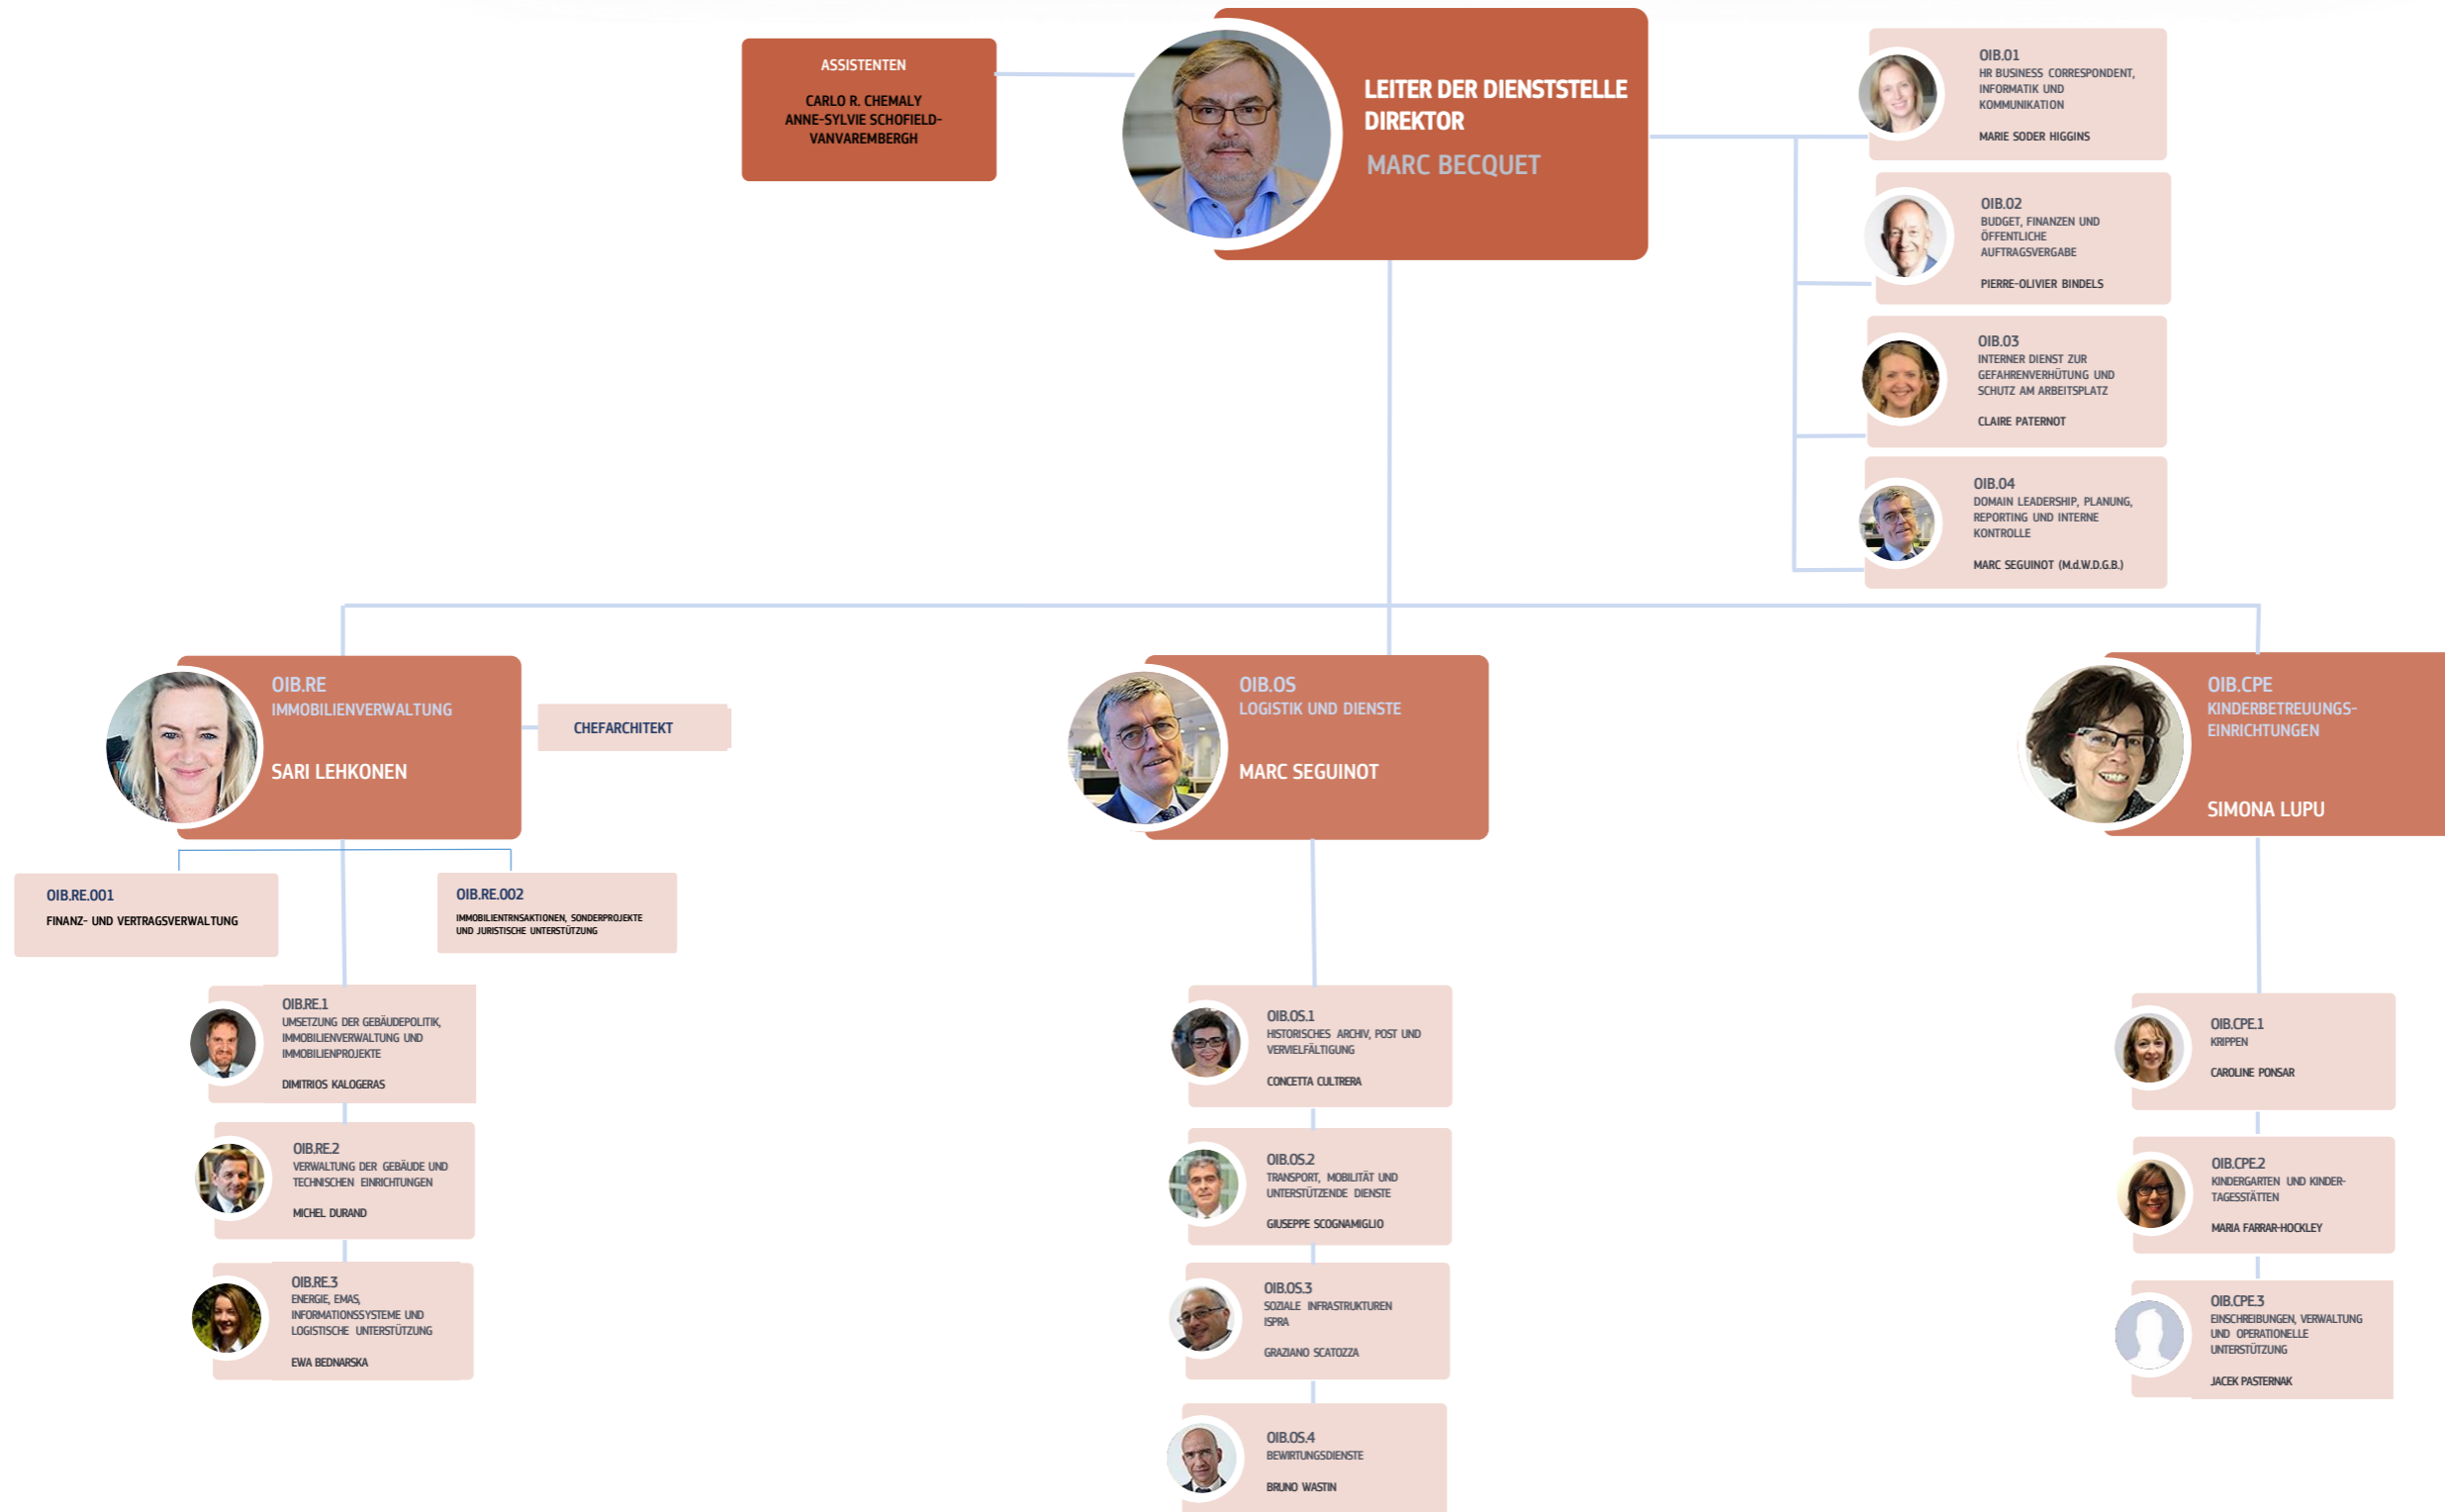 ASSISTENTEN
CARLO R. CHEMALY
ANNE-SYLVIE SCHOFIELD-
VANVAREMBERGH
LEITER DER DIENSTSTELLE
DIREKTOR
MARC BECQUET
OIB.01
HR BUSINESS CORRESPONDENT,
INFORMATIK UND
KOMMUNIKATION
MARIE SODER HIGGINS
OIB.02
BUDGET, FINANZEN UND
ÖFFENTLICHE
AUFTRAGSVERGABE
PIERRE-OLIVIER BINDELS
OIB.03
INTERNER DIENST ZUR
GEFAHRENVERHÜTUNG UND
SCHUTZ AM ARBEITSPLATZ
CLAIRE PATERNOT
OIB.04
DOMAIN LEADERSHIP, PLANUNG,
REPORTING UND INTERNE
KONTROLLE
MARC SEGUINOT (M.d.W.D.G.B.)
OIB.RE
IMMOBILIENVERWALTUNG
SARI LEHKONEN
CHEFARCHITEKT
OIB.OS
LOGISTIK UND DIENSTE
MARC SEGUINOT
OIB.CPE
KINDERBETREUUNGS-
EINRICHTUNGEN
SIMONA LUPU
OIB.RE.001
FINANZ- UND VERTRAGSVERWALTUNG
OIB.RE.002
IMMOBILIENTRNSAKTIONEN, SONDERPROJEKTE
UND JURISTISCHE UNTERSTÜTZUNG
OIB.RE.1
UMSETZUNG DER GEBÄUDEPOLITIK,
IMMOBILIENVERWALTUNG UND
IMMOBILIENPROJEKTE
DIMITRIOS KALOGERAS
OIB.RE.2
VERWALTUNG DER GEBÄUDE UND
TECHNISCHEN EINRICHTUNGEN
MICHEL DURAND
OIB.RE.3
ENERGIE, EMAS,
INFORMATIONSSYSTEME UND
LOGISTISCHE UNTERSTÜTZUNG
EWA BEDNARSKA
OIB.OS.1
HISTORISCHES ARCHIV, POST UND
VERVIELFÄLTIGUNG
CONCETTA CULTRERA
OIB.OS.2
TRANSPORT, MOBILITÄT UND
UNTERSTÜTZENDE DIENSTE
GIUSEPPE SCOGNAMIGLIO
OIB.OS.3
SOZIALE INFRASTRUKTUREN
ISPRA
GRAZIANO SCATOZZA
OIB.OS.4
BEWIRTUNGSDIENSTE
BRUNO WASTIN
OIB.CPE.1
KRIPPEN
CAROLINE PONSAR
OIB.CPE.2
KINDERGARTEN UND KINDER-
TAGESSTÄTTEN
MARIA FARRAR-HOCKLEY
OIB.CPE.3
EINSCHREIBUNGEN, VERWALTUNG
UND OPERATIONELLE
UNTERSTÜTZUNG
JACEK PASTERNAK